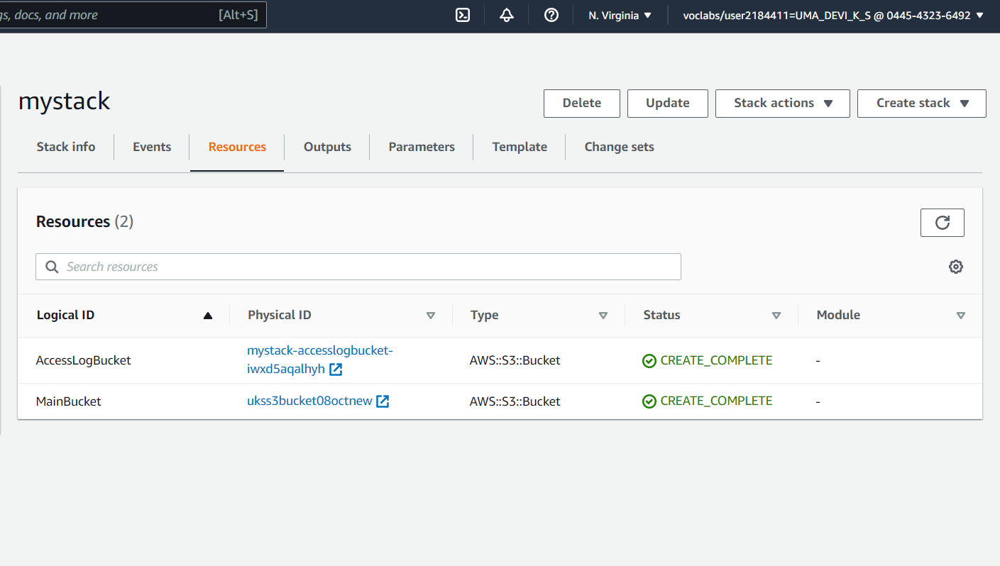 gs, docs, and more [Alt+S] N. Virginia voclabs/user2184411=UMA_DEVI_K_S @ 0445-4323-6492
mystack
Delete Update Stack actions Create stack
Stack info Events Resources Outputs Parameters Template Change sets
Resources (2)
Search resources
Logical ID Physical ID Type Status Module
AccessLogBucket mystack-accesslogbucket- AWS::S3::Bucket CREATE_COMPLETE -
iwxd5aqalhyh
MainBucket ukss3bucket08octnew AWS::S3::Bucket CREATE_COMPLETE -